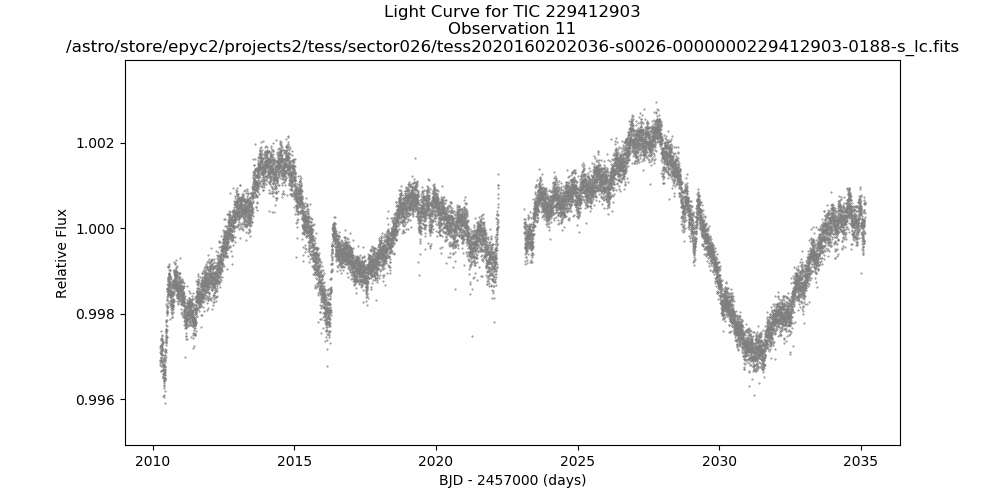 Light Curve for TIC 229412903
Observation 11
/astro/store/epyc2/projects2/tess/sector026/tess2020160202036-s0026-0000000229412903-0188-s_lc.fits
Relative Flux
1.002
1.000
0.998
0.996
2010 2015 2020 2025 2030 2035
BJD - 2457000 (days)